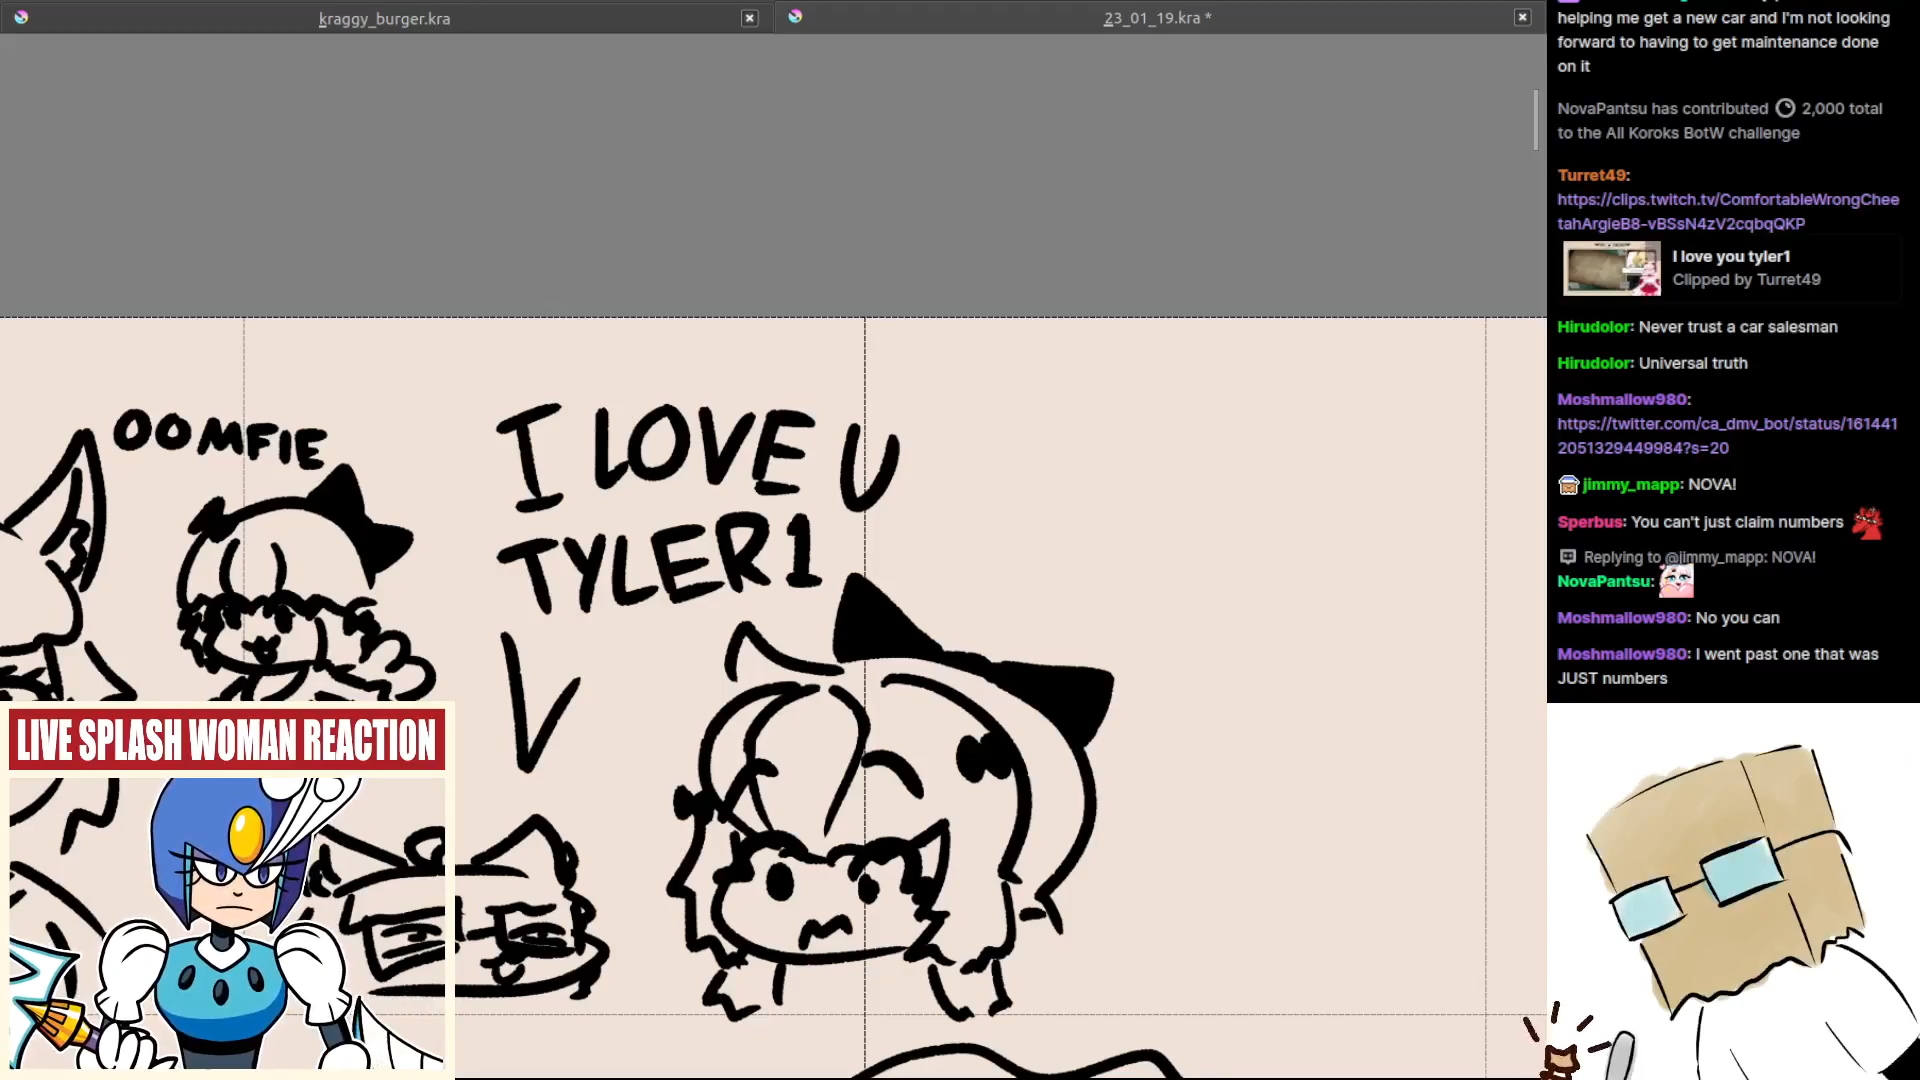 kraggy_burger.kra
23_01_19.kra *
OOMFIE
I LOVE U
TYLER1
LIVE SPLASH WOMAN REACTION
helping me get a new car and I'm not looking
forward to having to get maintenance done
on it
NovaPantsu has contributed 2,000 total
to the All Koroks BotW challenge
Turret49:
https://clips.twitch.tv/ComfortableWrongChee
tahArgieB8-vBSsN4zV2cqbqQKP
I love you tyler1
Clipped by Turret49
Hirudolor: Never trust a car salesman
Hirudolor: Universal truth
Moshmallow980:
https://twitter.com/ca_dmv_bot/status/161441
2051329449984?s=20
jimmy_mapp: NOVA!
Sperbus: You can't just claim numbers
Replying to @jimmy_mapp: NOVA!
NovaPantsu:
Moshmallow980: No you can
Moshmallow980: I went past one that was
JUST numbers